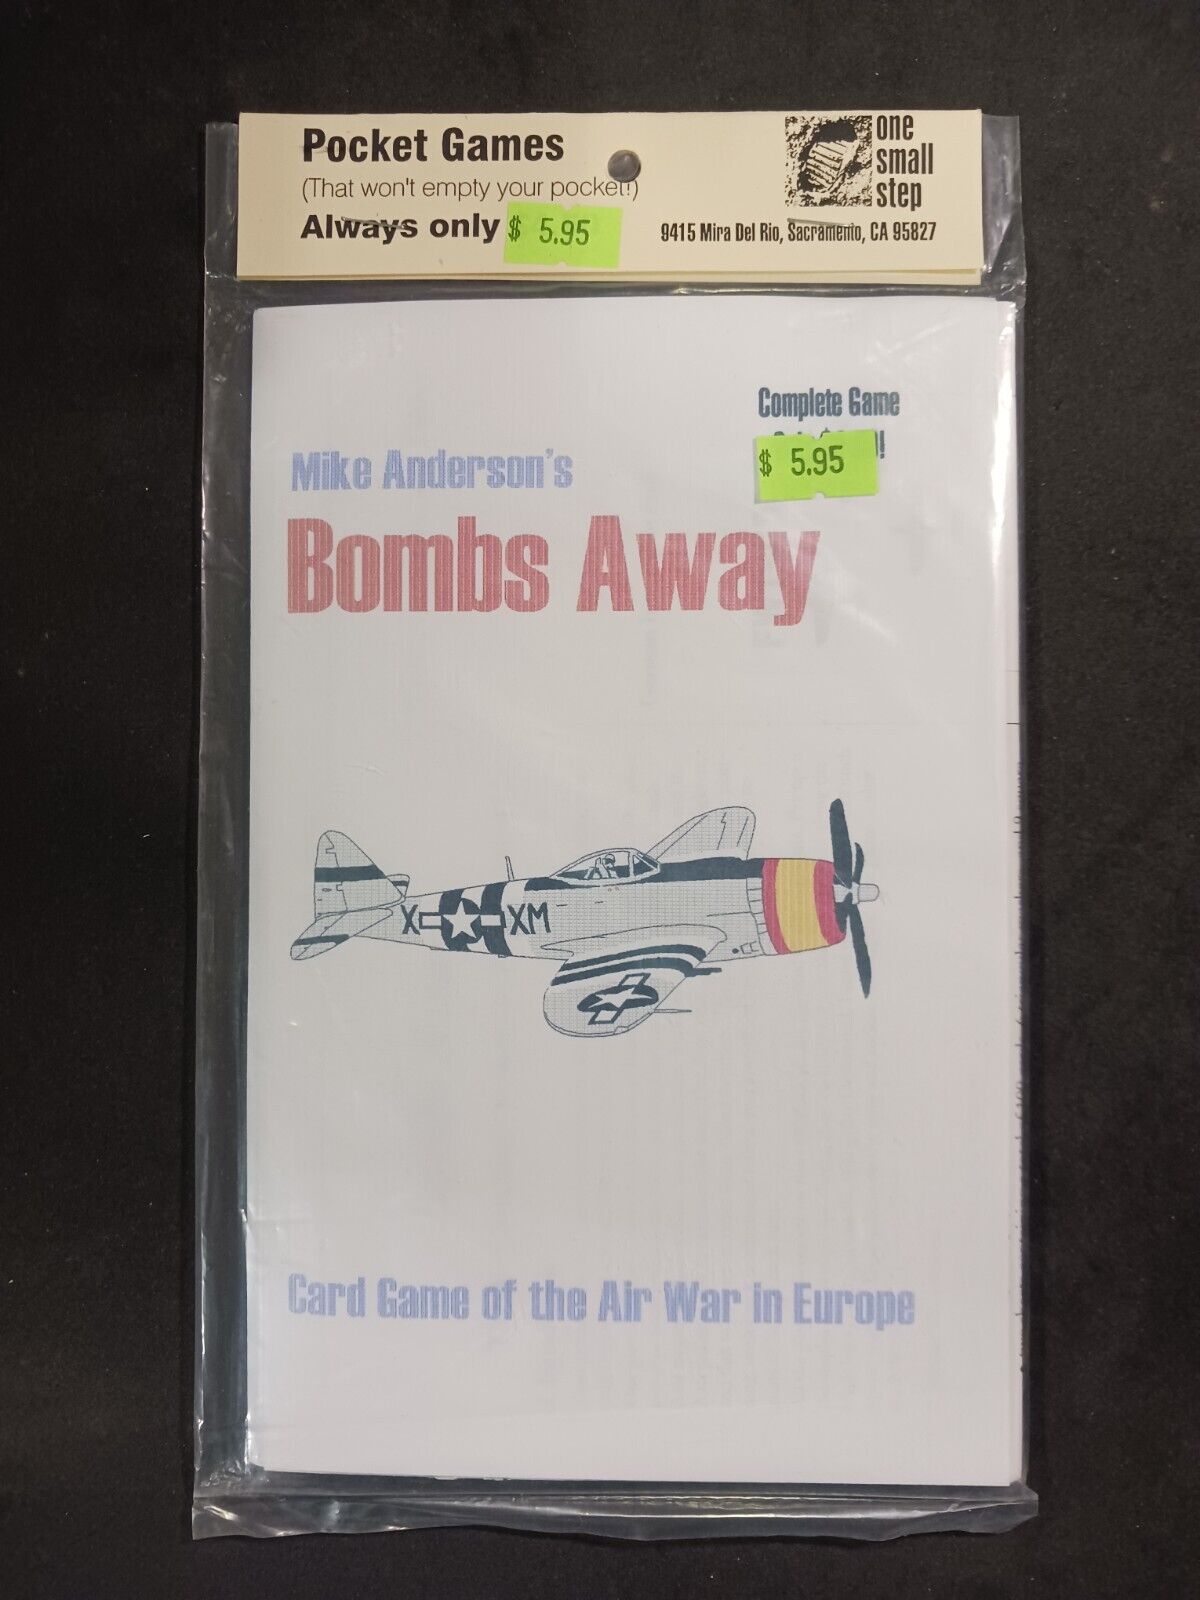 Pocket Games
(That won't empty your pocket!)
Always only $ 5.95
one
small
step
9415 Mira Del Rio, Sacramento, CA 95827
Complete Game
$ 5.95
Mike Anderson's
Bombs Away
X XM
Card Game of the Air War in Europe